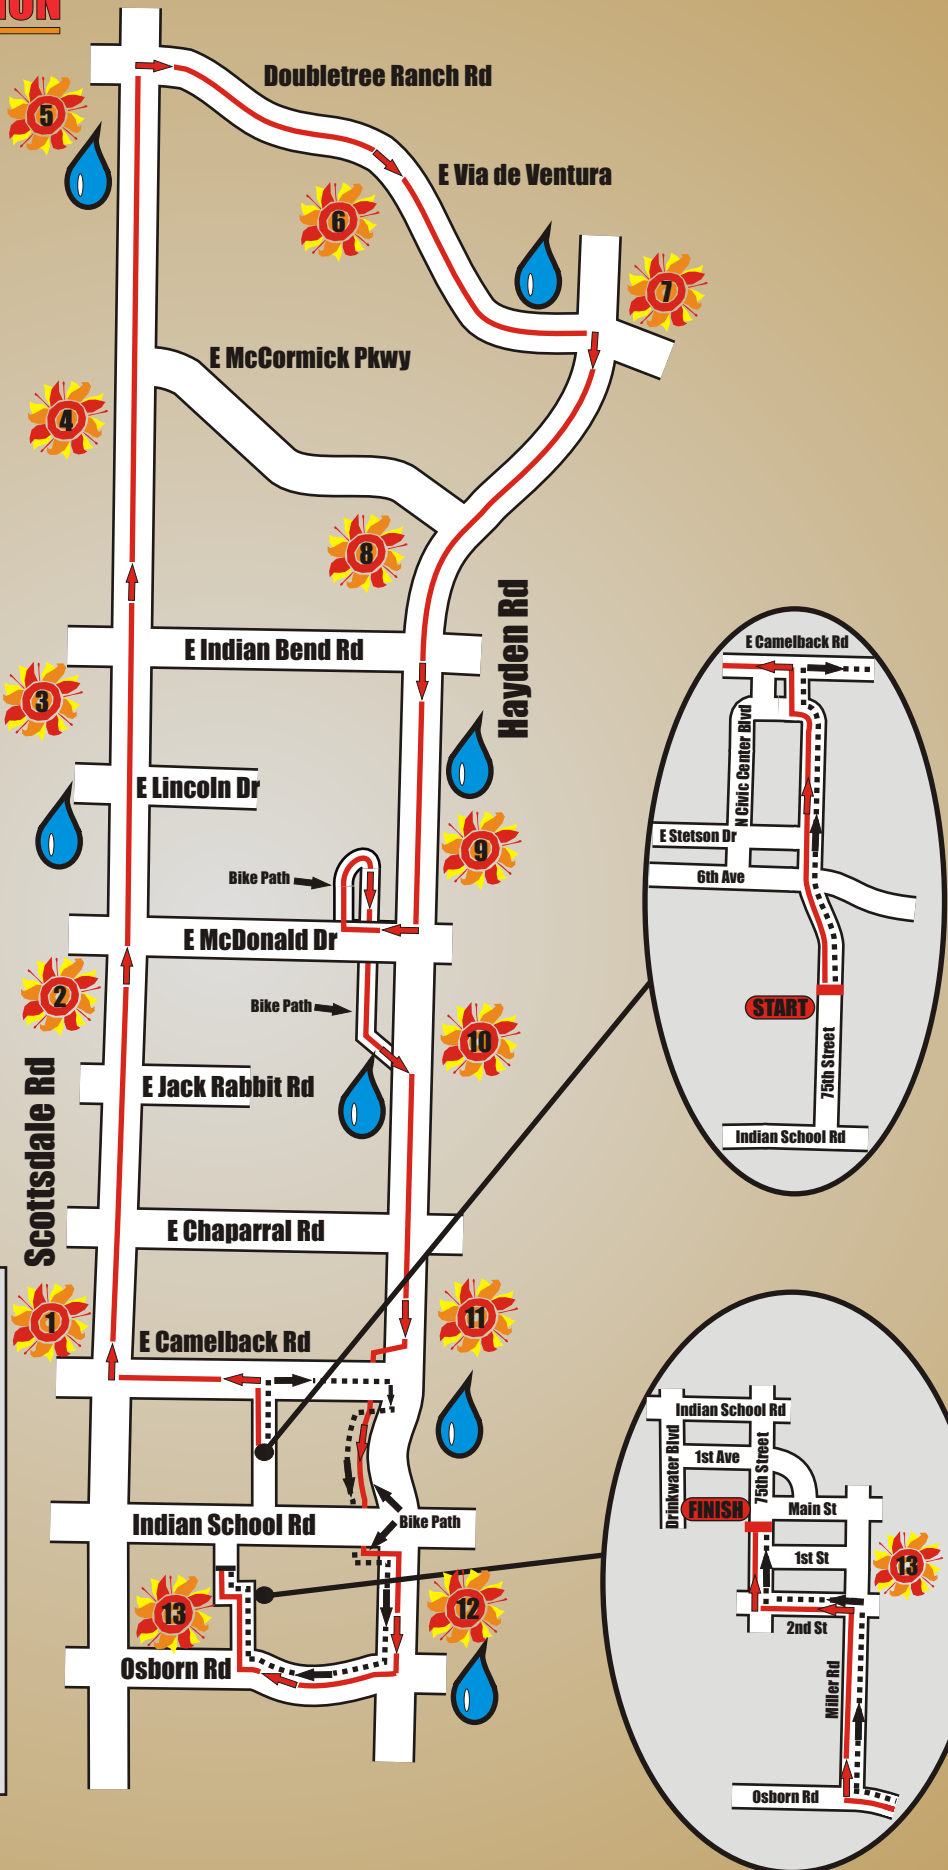 5
Doubletree Ranch Rd
E Via de Ventura
6
7
E McCormick Pkwy
4
8
Hayden Rd
E Indian Bend Rd
3
E Lincoln Dr
9
Bike Path
E McDonald Dr
2
Bike Path
10
E Jack Rabbit Rd
Scottsdale Rd
E Chaparral Rd
1
11
E Camelback Rd
Indian School Rd
Bike Path
13
12
Osborn Rd
E Camelback Rd
N Civic Center Blvd
E Stetson Dr
6th Ave
START
75th Street
Indian School Rd
Indian School Rd
Drinkwater Blvd
1st Ave
75th Street
FINISH
Main St
1st St
13
2nd St
Miller Rd
Osborn Rd